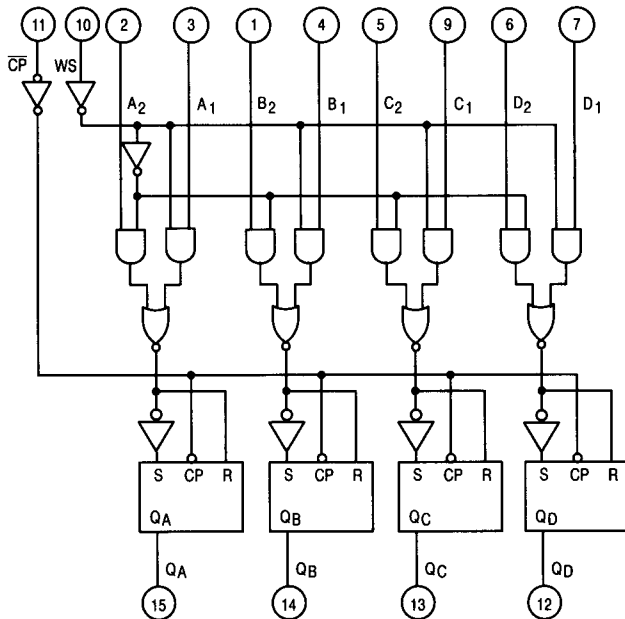 11 10 2 3 1 4 5 9 6 7
CP WS
A2 A1 B2 B1 C2 C1 D2 D1
S CP R S CP R S CP R S CP R
QA QB QC QD
QA QB QC QD
15 14 13 12